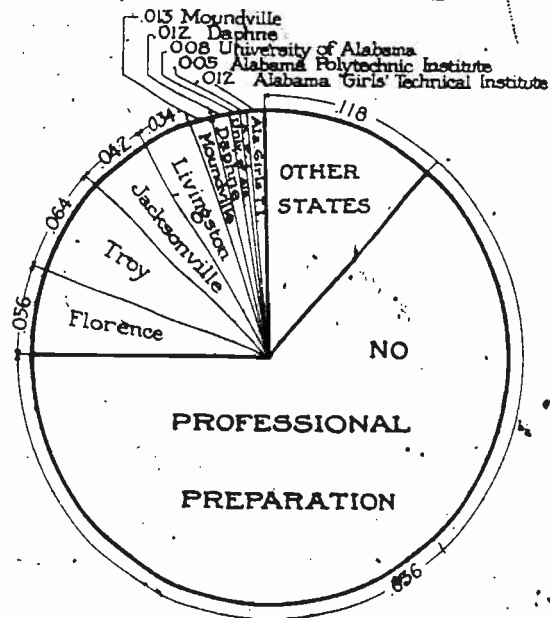 .013 Moundville
.012 Daphne
.008 University of Alabama
.005 Alabama Polytechnic Institute
.012 Alabama Girls' Technical Institute
.118
.034
.042
.064
.056
Ala Girls T I
Daphne
Moundville
Livingston
Jacksonville
Troy
Florence
OTHER
STATES
NO
PROFESSIONAL
PREPARATION
.636